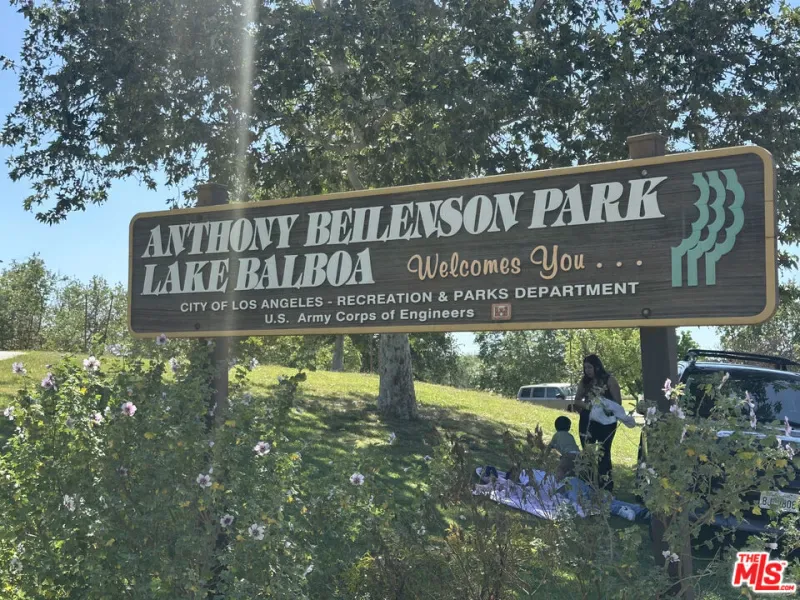 ANTHONY BEILENSON PARK
LAKE BALBOA Welcomes You . . .
CITY OF LOS ANGELES - RECREATION & PARKS DEPARTMENT
U.S. Army Corps of Engineers
THE
MLS
.COM